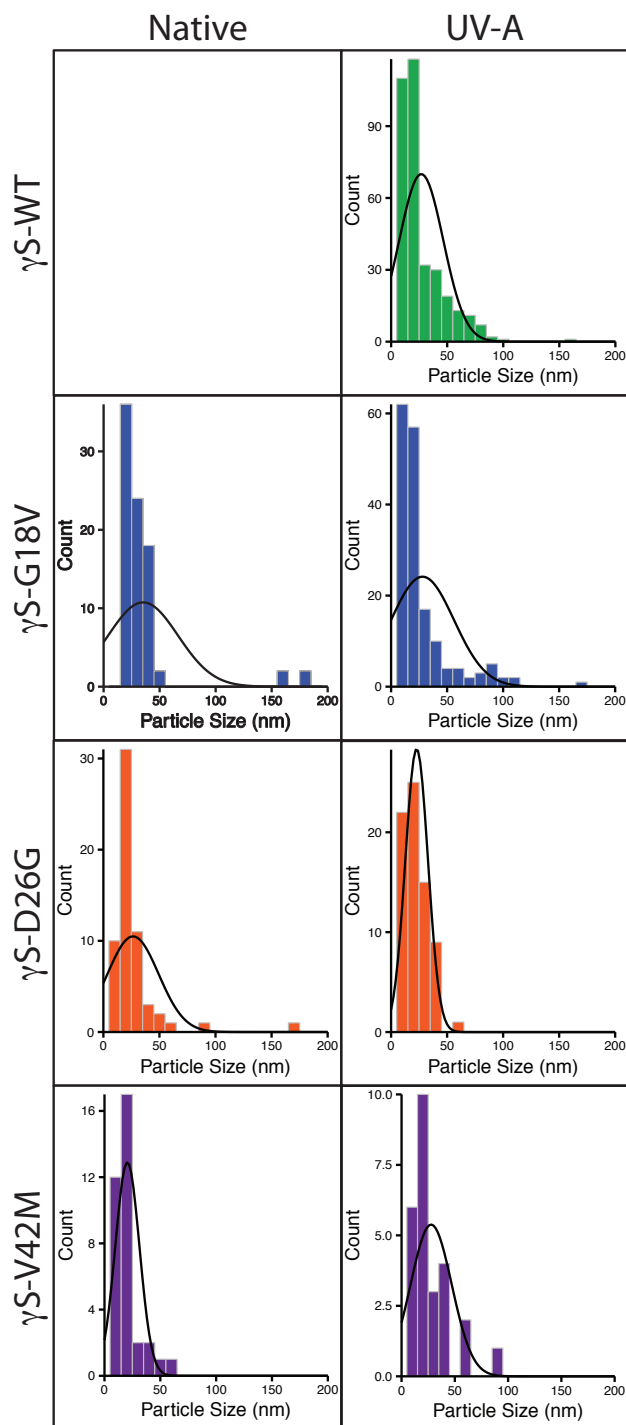 Native UV-A
γS-WT
Count
90
60
30
0
0 50 100 150 200
Particle Size (nm)
γS-G18V
Count
30
20
10
0
0 50 100 150 200
Particle Size (nm)
Count
60
40
20
0
0 50 100 150 200
Particle Size (nm)
γS-D26G
Count
30
20
10
0
0 50 100 150 200
Particle Size (nm)
Count
20
10
0
0 50 100 150 200
Particle Size (nm)
γS-V42M
Count
16
12
8
4
0
0 50 100 150 200
Particle Size (nm)
Count
10.0
7.5
5.0
2.5
0.0
0 50 100 150 200
Particle Size (nm)